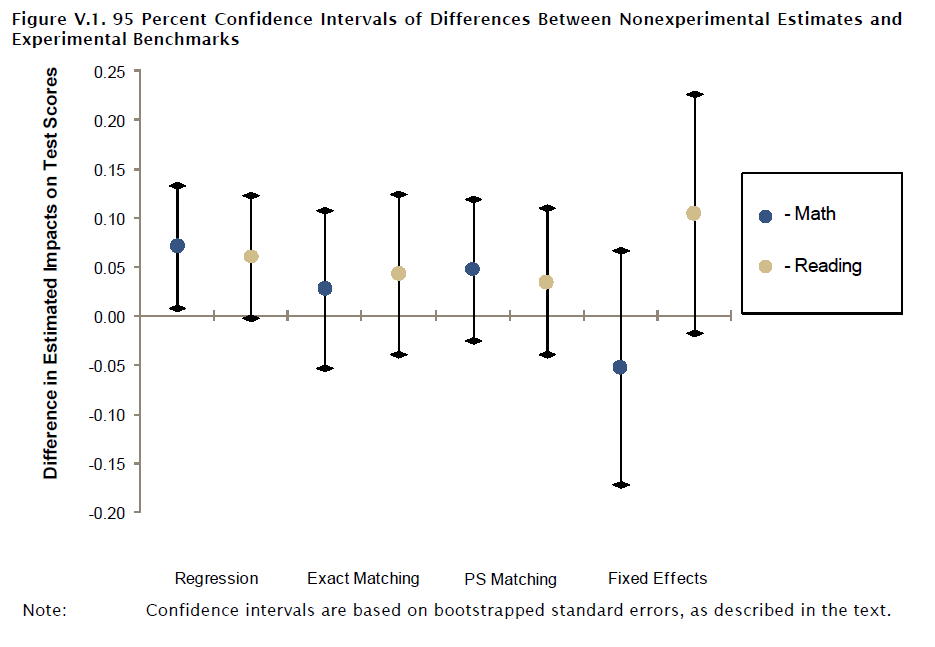 Figure V.1. 95 Percent Confidence Intervals of Differences Between Nonexperimental Estimates and
Experimental Benchmarks
Difference in Estimated Impacts on Test Scores
0.25
0.20
0.15
0.10
0.05
0.00
-0.05
-0.10
-0.15
-0.20
- Math
- Reading
Regression Exact Matching PS Matching Fixed Effects
Note: Confidence intervals are based on bootstrapped standard errors, as described in the text.